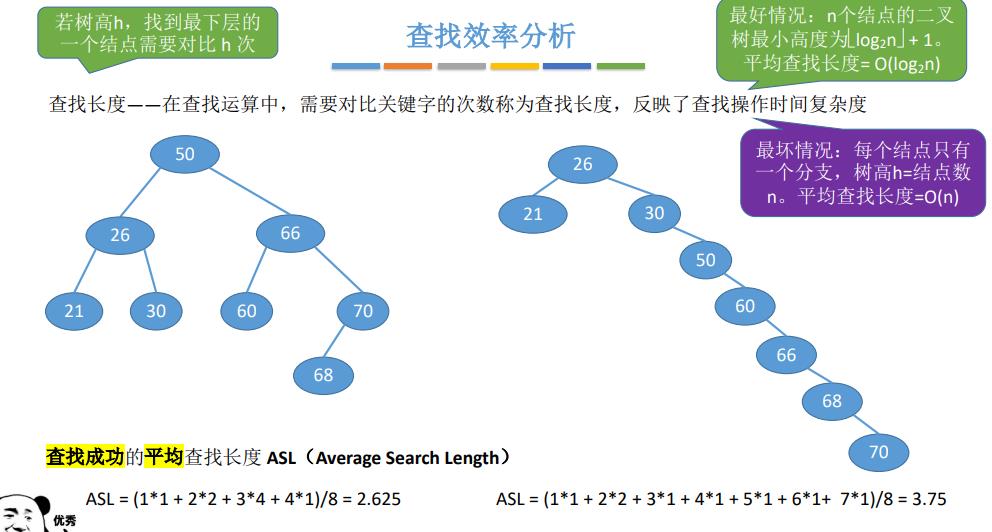 若树高h，找到最下层的
一个结点需要对比 h 次
查找效率分析
最好情况：n个结点的二叉
树最小高度为⌊log₂n⌋ + 1。
平均查找长度= O(log₂n)
查找长度——在查找运算中，需要对比关键字的次数称为查找长度，反映了查找操作时间复杂度
最坏情况：每个结点只有
一个分支，树高h=结点数
n。平均查找长度=O(n)
50
26
66
21
30
60
70
68
26
21
30
50
60
66
68
70
查找成功的平均查找长度 ASL（Average Search Length）
ASL = (1*1 + 2*2 + 3*4 + 4*1)/8 = 2.625
ASL = (1*1 + 2*2 + 3*1 + 4*1 + 5*1 + 6*1+ 7*1)/8 = 3.75
优秀